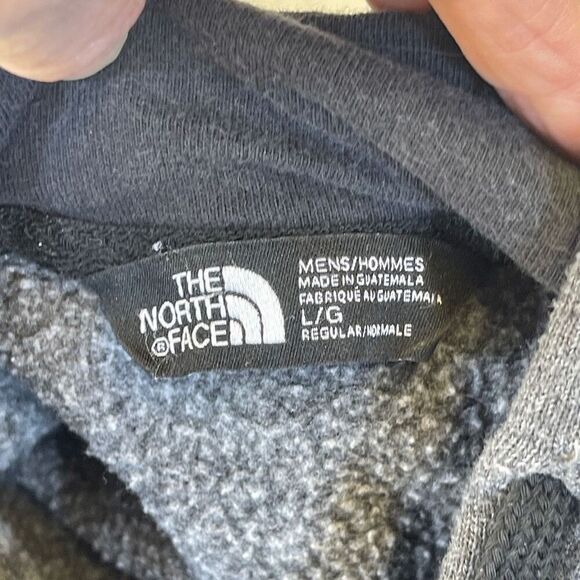 THE
NORTH
®FACE
MENS/HOMMES
MADE IN GUATEMALA
FABRIQUÉ AU GUATEMALA
L/G
REGULAR/NORMALE